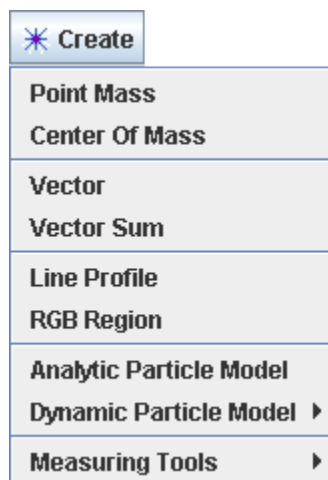 Create
Point Mass
Center Of Mass
Vector
Vector Sum
Line Profile
RGB Region
Analytic Particle Model
Dynamic Particle Model
Measuring Tools